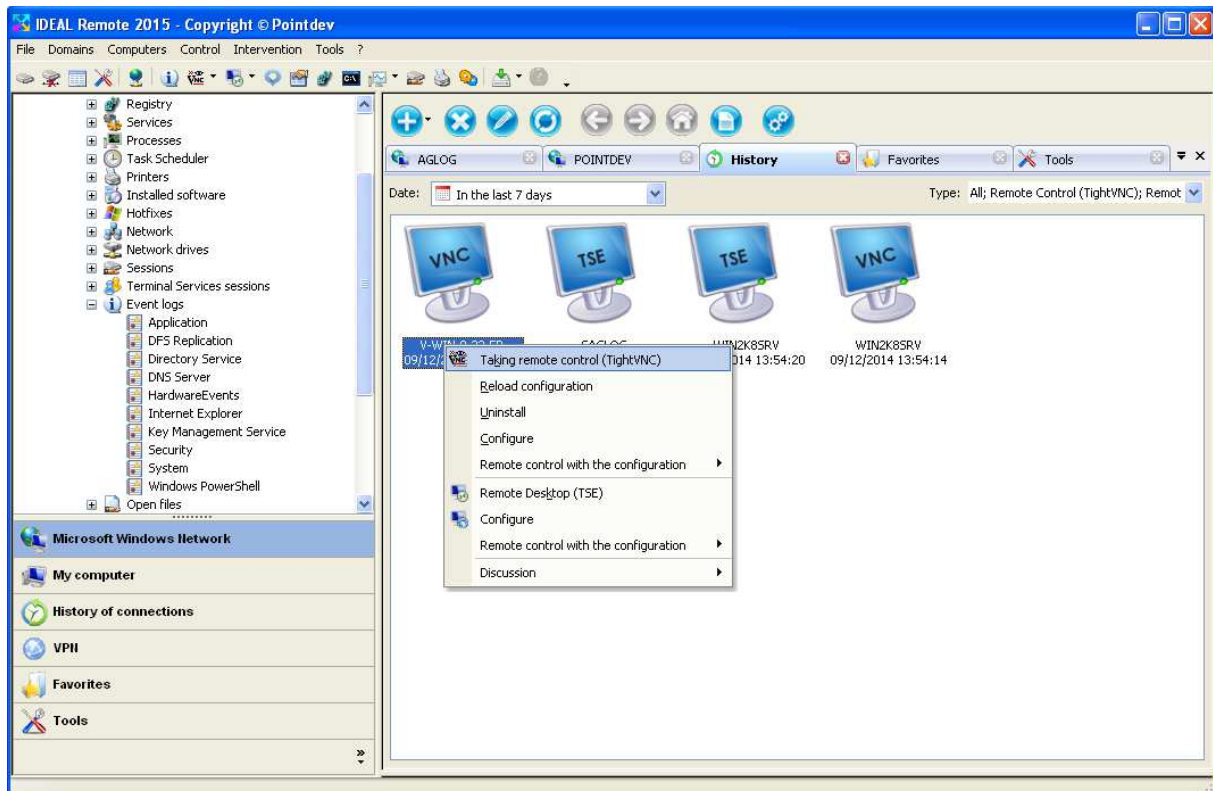 IDEAL Remote 2015 - Copyright © Pointdev
File Domains Computers Control Intervention Tools ?
Registry
Services
Processes
Task Scheduler
Printers
Installed software
Hotfixes
Network
Network drives
Sessions
Terminal Services sessions
Event logs
Application
DFS Replication
Directory Service
DNS Server
HardwareEvents
Internet Explorer
Key Management Service
Security
System
Windows PowerShell
Open files
Microsoft Windows Network
My computer
History of connections
VPN
Favorites
Tools
AGLOG POINTDEV History Favorites Tools
Date: In the last 7 days Type: All; Remote Control (TightVNC); Remot
VNC TSE TSE VNC
WIN2K8SRV WIN2K8SRV
09/12/ 014 13:54:20 09/12/2014 13:54:14
Taking remote control (TightVNC)
Reload configuration
Uninstall
Configure
Remote control with the configuration
Remote Desktop (TSE)
Configure
Remote control with the configuration
Discussion